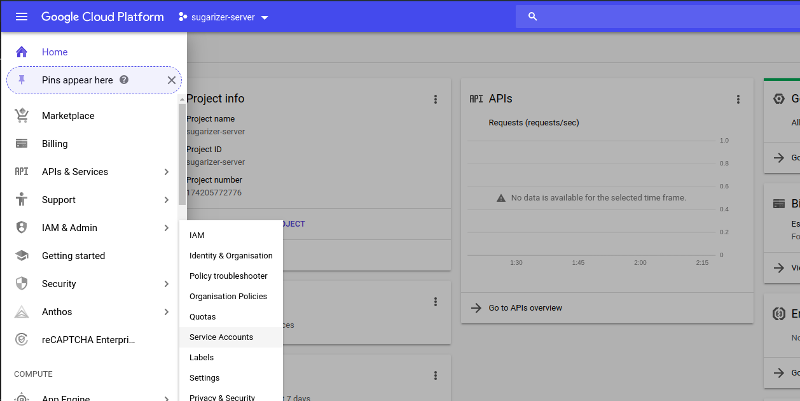 Google Cloud Platform
sugarizer-server
Home
Pins appear here
Marketplace
Billing
API APIs & Services
Support
IAM & Admin
Getting started
Security
Anthos
reCAPTCHA Enterpri...
COMPUTE
App Engine
IAM
Identity & Organisation
Policy troubleshooter
Organisation Policies
Quotas
Service Accounts
Labels
Settings
Privacy & Security
Project info
Project name
sugarizer-server
Project ID
sugarizer-server
Project number
174205772776
OJECT
ces
t 7 days
API APIs
Requests (requests/sec)
1.0
0.8
0.6
0.4
0.2
0
No data is available for the selected time frame.
1:30 1:45 2:00 2:15
Go to APIs overview
G
All
Go
Bi
Es
Fo
Vie
En
No
Go